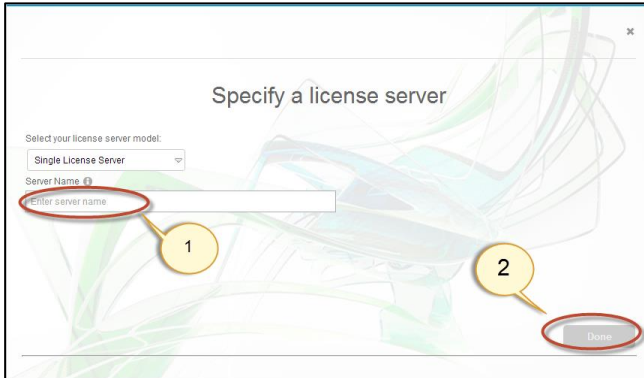 Specify a license server
Select your license server model:
Single License Server
Server Name
Enter server name
1
2
Done